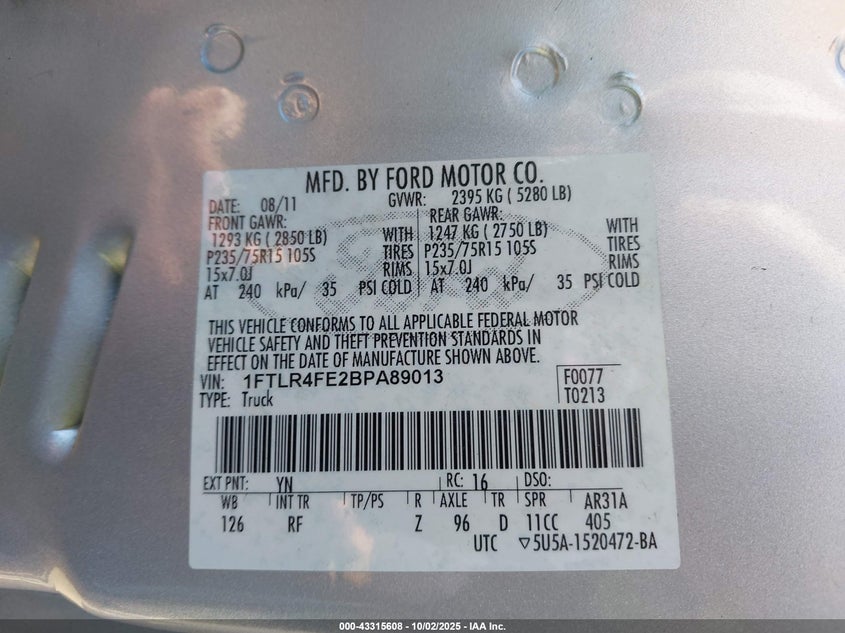 MFD. BY FORD MOTOR CO.
DATE: 08/11 GVWR: 2395 KG ( 5280 LB)
FRONT GAWR: REAR GAWR:
1293 KG ( 2850 LB) WITH 1247 KG ( 2750 LB) WITH
P235/75R15 105S TIRES P235/75R15 105S TIRES
15x7.0J RIMS 15x7.0J RIMS
AT 240 kPa/ 35 PSI COLD AT 240 kPa/ 35 PSI COLD
THIS VEHICLE CONFORMS TO ALL APPLICABLE FEDERAL MOTOR
VEHICLE SAFETY AND THEFT PREVENTION STANDARDS IN
EFFECT ON THE DATE OF MANUFACTURE SHOWN ABOVE.
VIN: 1FTLR4FE2BPA89013 F0077
TYPE: Truck T0213
EXT PNT: YN RC: 16 DSO:
WB INT TR TP/PS R AXLE TR SPR AR31A
126 RF Z 96 D 11CC 405
UTC ▽5U5A-1520472-BA
000-43315608 - 10/02/2025 - IAA Inc.